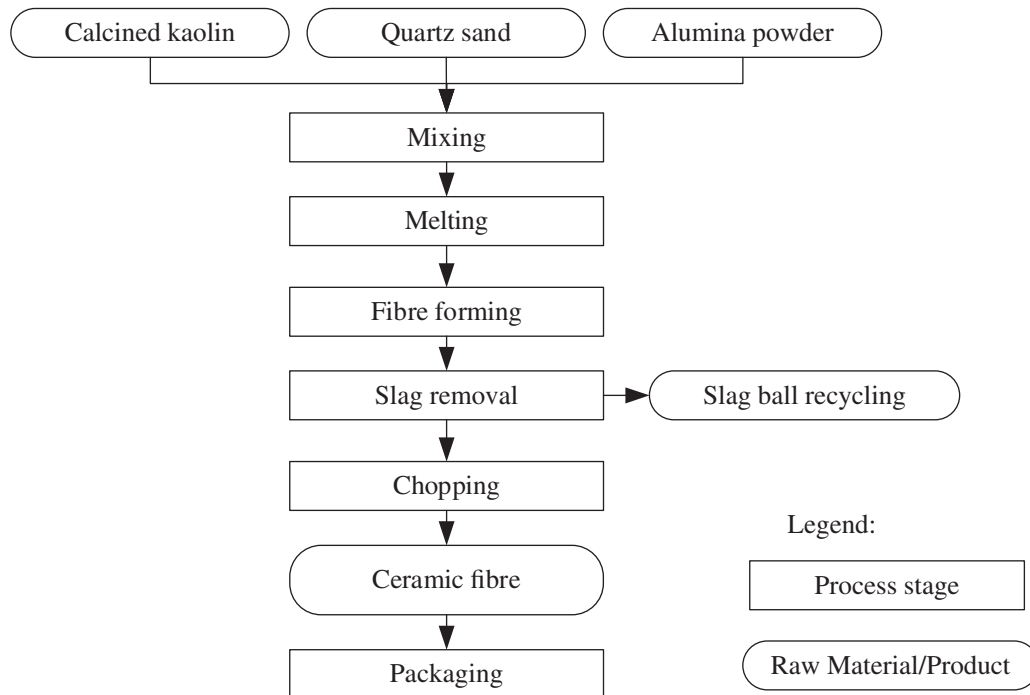 Calcined kaolin
Quartz sand
Alumina powder
Mixing
Melting
Fibre forming
Slag removal
Slag ball recycling
Chopping
Ceramic fibre
Packaging
Legend:
Process stage
Raw Material/Product